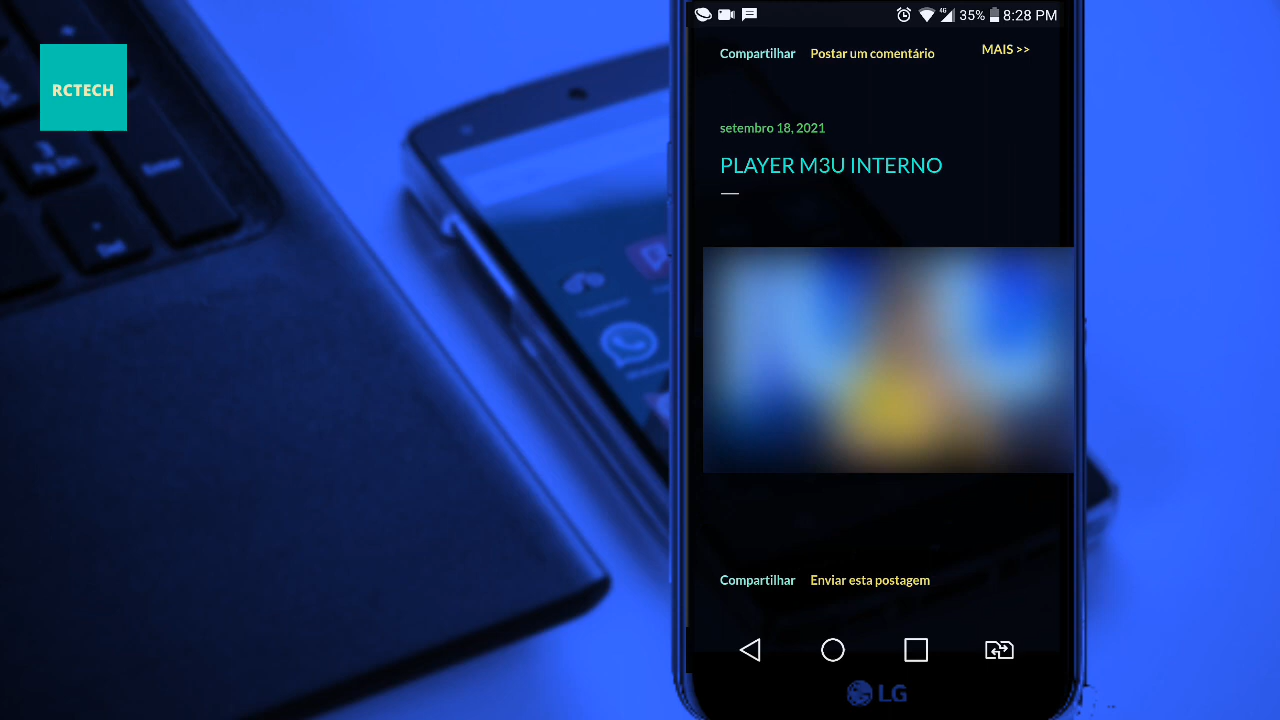 RCTECH
4G 35% 8:28 PM
Compartilhar Postar um comentário MAIS >>
setembro 18, 2021
PLAYER M3U INTERNO
Compartilhar Enviar esta postagem
LG